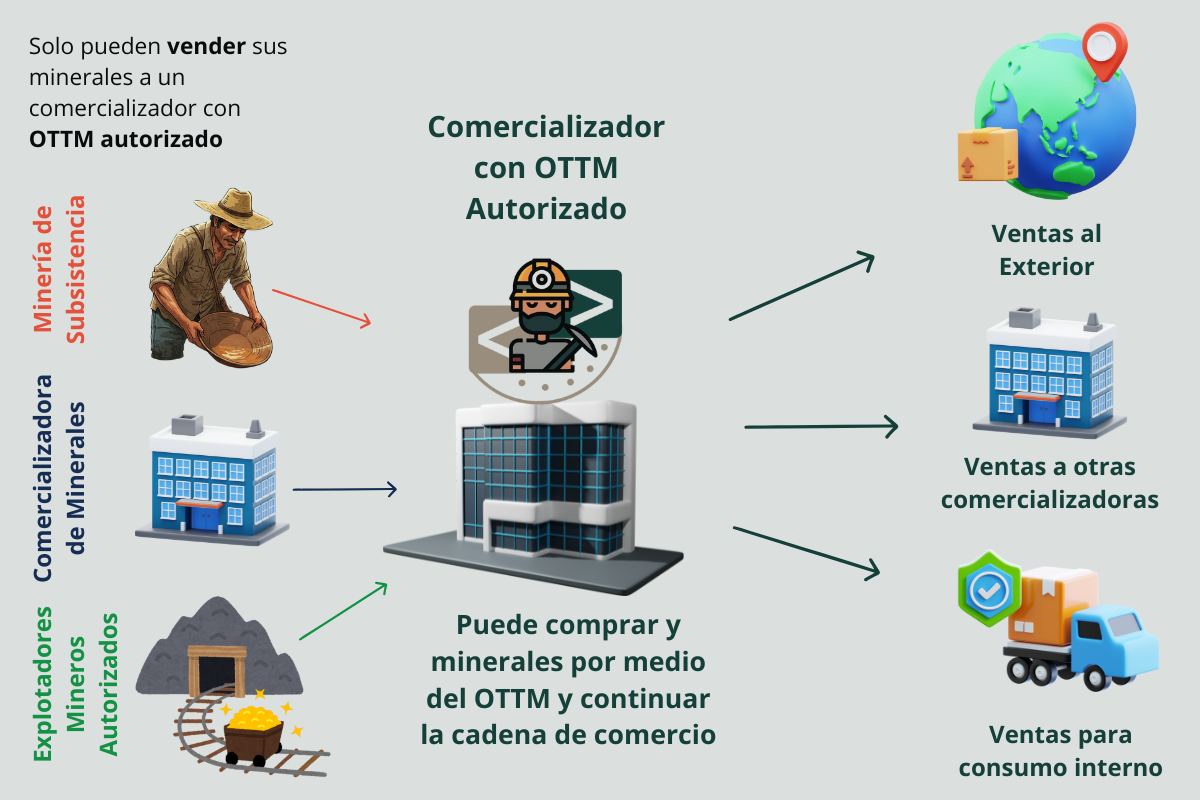 Solo pueden vender sus
minerales a un
comercializador con
OTTM autorizado
Minería de
Subsistencia
Comercializadora
de Minerales
Explotadores
Mineros
Autorizados
Comercializador
con OTTM
Autorizado
Puede comprar y
minerales por medio
del OTTM y continuar
la cadena de comercio
Ventas al
Exterior
Ventas a otras
comercializadoras
Ventas para
consumo interno